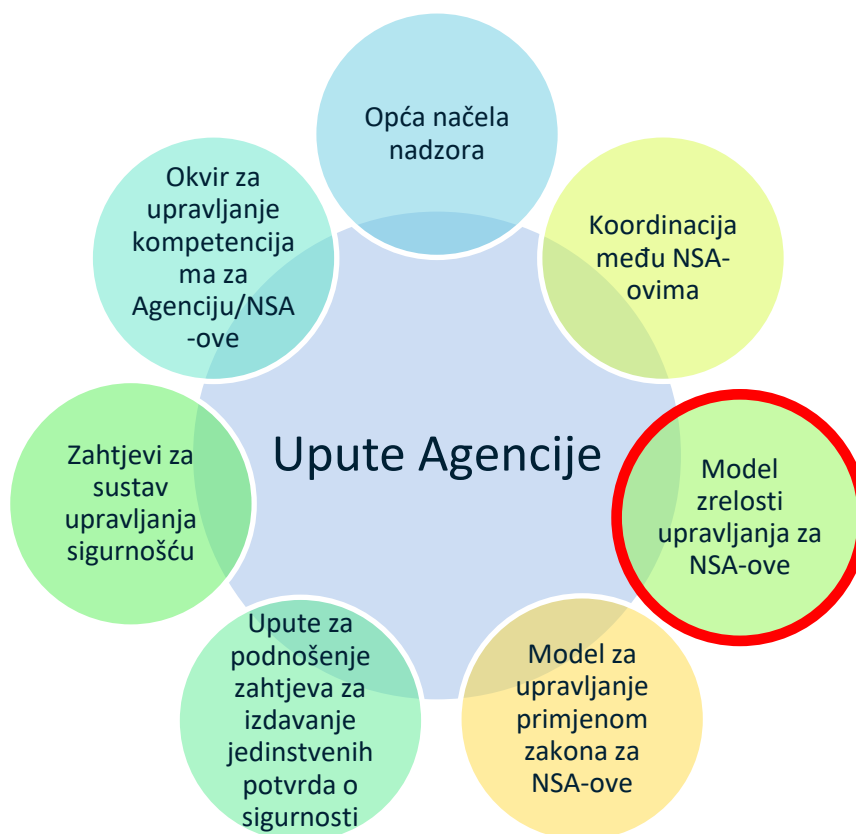 Opća načela
nadzora
Koordinacija
među NSA-
ovima
Model
zrelosti
upravljanja za
NSA-ove
Model za
upravljanje
primjenom
zakona za
NSA-ove
Upute za
podnošenje
zahtjeva za
izdavanje
jedinstvenih
potvrda o
sigurnosti
Zahtjevi za
sustav
upravljanja
sigurnošću
Okvir za
upravljanje
kompetencija
ma za
Agenciju/NSA
-ove
Upute Agencije